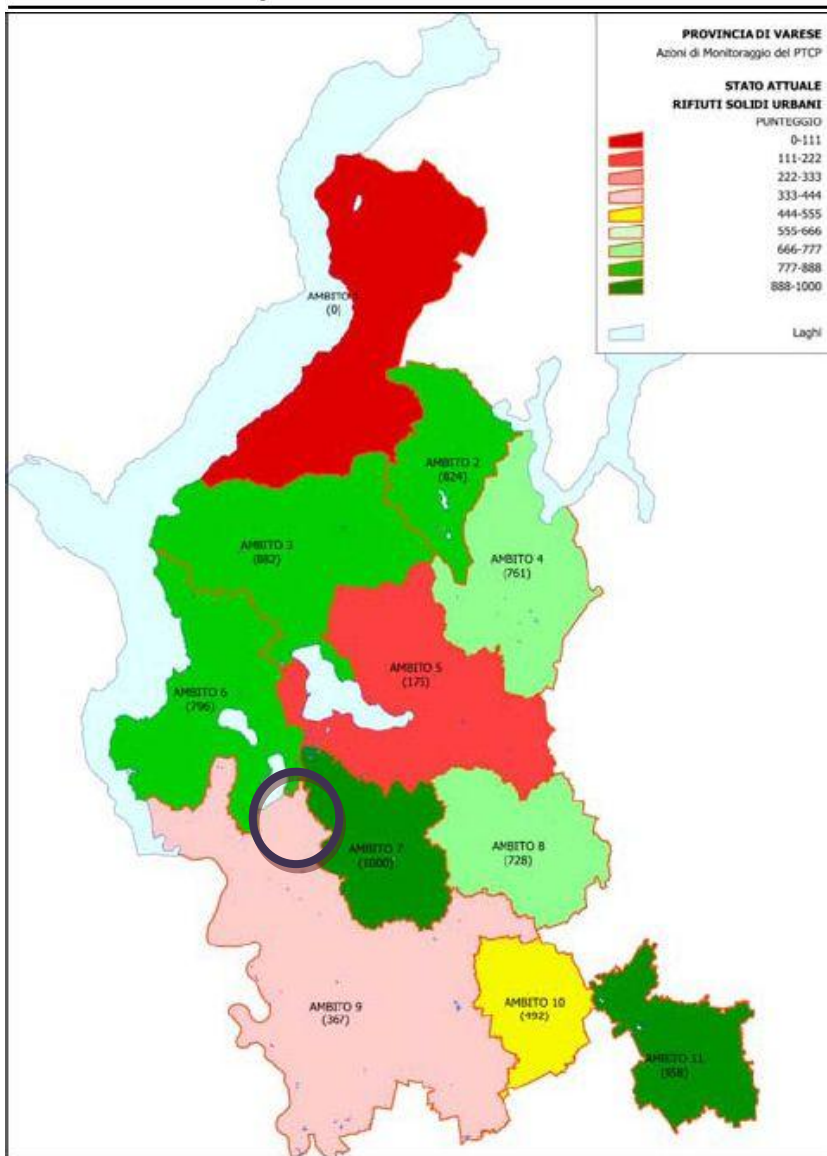 PROVINCIA DI VARESE
Azioni di Monitoraggio del PTCP
STATO ATTUALE
RIFIUTI SOLIDI URBANI
PUNTEGGIO
0-111
111-222
222-333
333-444
444-555
555-666
666-777
777-888
888-1000
Laghi
AMBITO
(0)
AMBITO 2
(824)
AMBITO 3
(882)
AMBITO 4
(761)
AMBITO 5
AMBITO 6
(796)
AMBITO 7
(1000)
AMBITO 8
(728)
AMBITO 9
(367)
AMBITO 10
(492)
AMBITO 11